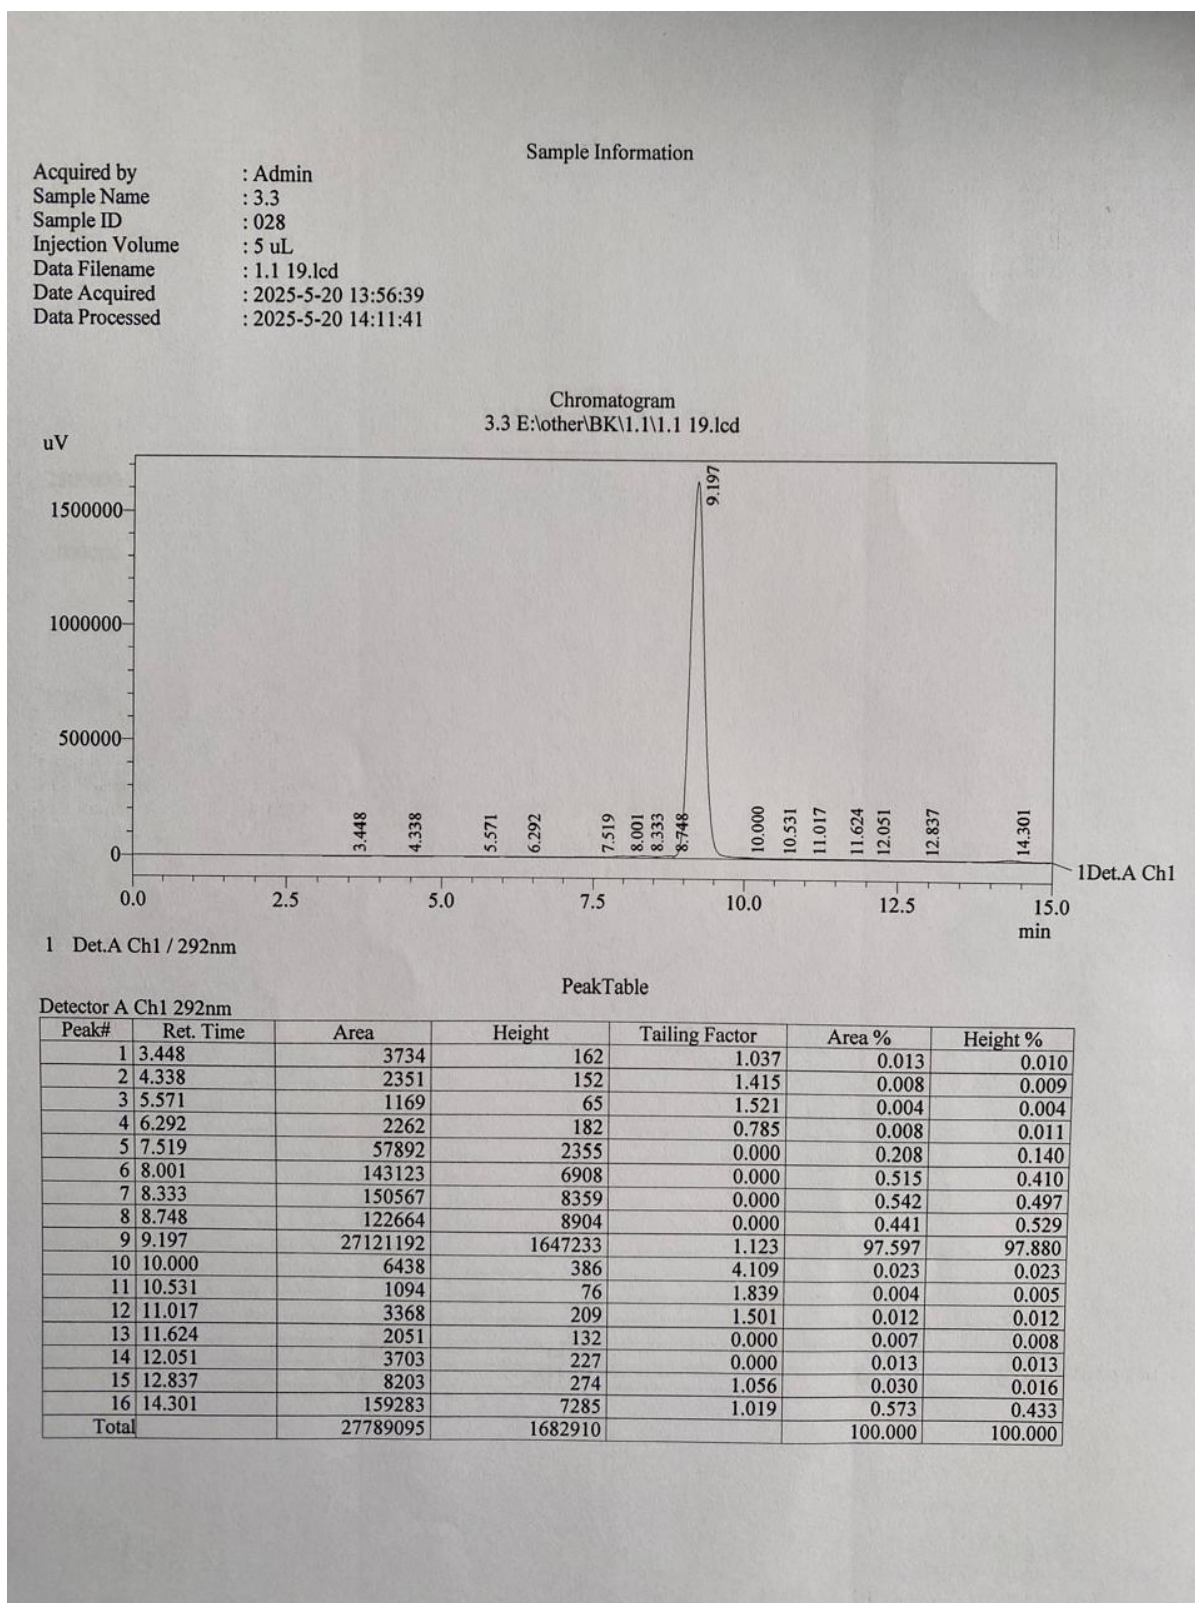 Sample Information
Acquired by : Admin
Sample Name : 3.3
Sample ID : 028
Injection Volume : 5 uL
Data Filename : 1.1 19.lcd
Date Acquired : 2025-5-20 13:56:39
Data Processed : 2025-5-20 14:11:41
Chromatogram
3.3 E:\other\BK\1.1\1.1 19.lcd
uV
1500000
1000000
500000
0
9.197
3.448 4.338 5.571 6.292 7.519 8.001 8.333 8.748 10.000 10.531 11.017 11.624 12.051 12.837 14.301
1Det.A Ch1
0.0 2.5 5.0 7.5 10.0 12.5 15.0
min
1 Det.A Ch1 / 292nm
PeakTable
Detector A Ch1 292nm
Peak# Ret. Time Area Height Tailing Factor Area % Height %
1 3.448 3734 162 1.037 0.013 0.010
2 4.338 2351 152 1.415 0.008 0.009
3 5.571 1169 65 1.521 0.004 0.004
4 6.292 2262 182 0.785 0.008 0.011
5 7.519 57892 2355 0.000 0.208 0.140
6 8.001 143123 6908 0.000 0.515 0.410
7 8.333 150567 8359 0.000 0.542 0.497
8 8.748 122664 8904 0.000 0.441 0.529
9 9.197 27121192 1647233 1.123 97.597 97.880
10 10.000 6438 386 4.109 0.023 0.023
11 10.531 1094 76 1.839 0.004 0.005
12 11.017 3368 209 1.501 0.012 0.012
13 11.624 2051 132 0.000 0.007 0.008
14 12.051 3703 227 0.000 0.013 0.013
15 12.837 8203 274 1.056 0.030 0.016
16 14.301 159283 7285 1.019 0.573 0.433
Total 27789095 1682910 100.000 100.000